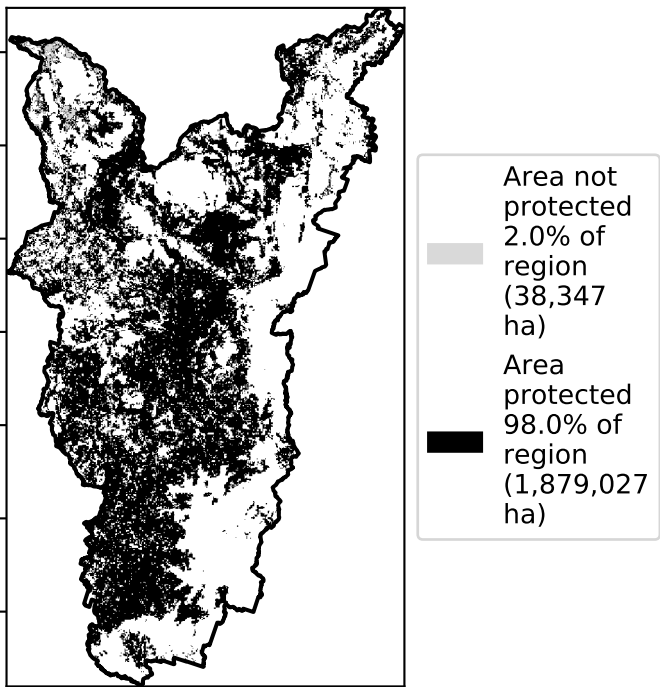 Area not
protected
2.0% of
region
(38,347
ha)
Area
protected
98.0% of
region
(1,879,027
ha)